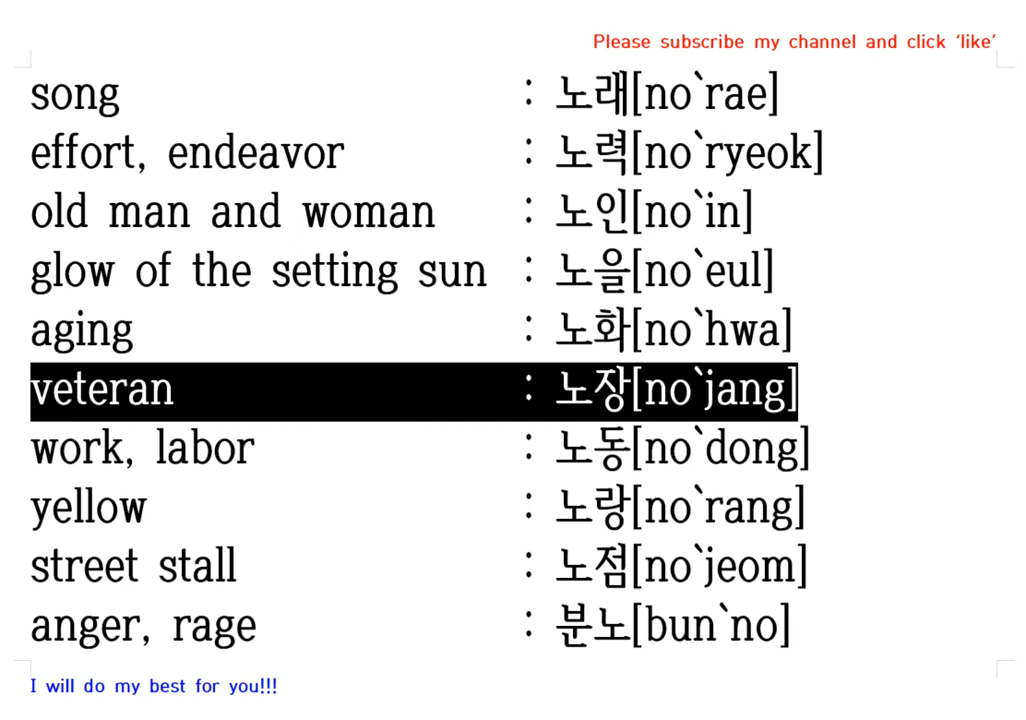 Please subscribe my channel and click ‘like’
song : 노래[no`rae]
effort, endeavor : 노력[no`ryeok]
old man and woman : 노인[no`in]
glow of the setting sun : 노을[no`eul]
aging : 노화[no`hwa]
veteran : 노장[no`jang]
work, labor : 노동[no`dong]
yellow : 노랑[no`rang]
street stall : 노점[no`jeom]
anger, rage : 분노[bun`no]
I will do my best for you!!!